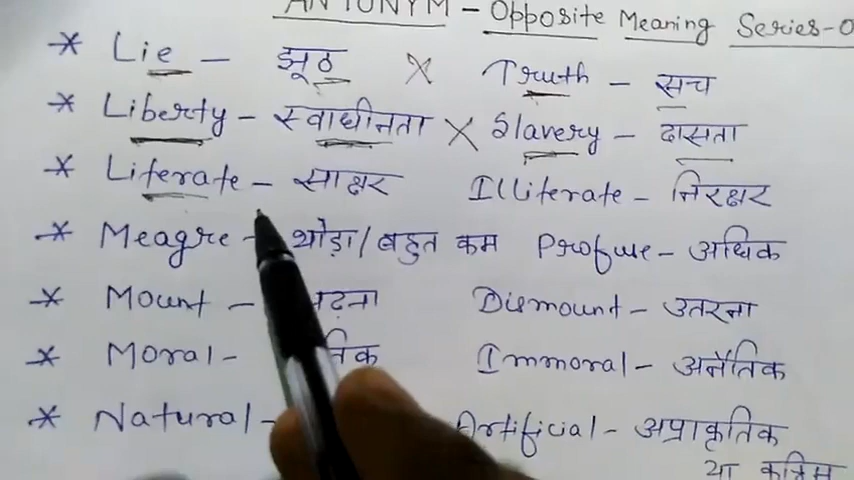 ANTONYM - Opposite Meaning Series-0
* Lie - झूठ X Truth - सच
* Liberty - स्वाधीनता X Slavery - दासता
* Literate - साक्षर Illiterate - निरक्षर
* Meagre - थोड़ा/बहुत कम Profuse - अधिक
* Mount - Dismount - उतरना
* Moral - Immoral - अनैतिक
* Natural - Artificial - अप्राकृतिक
या कृत्रिम